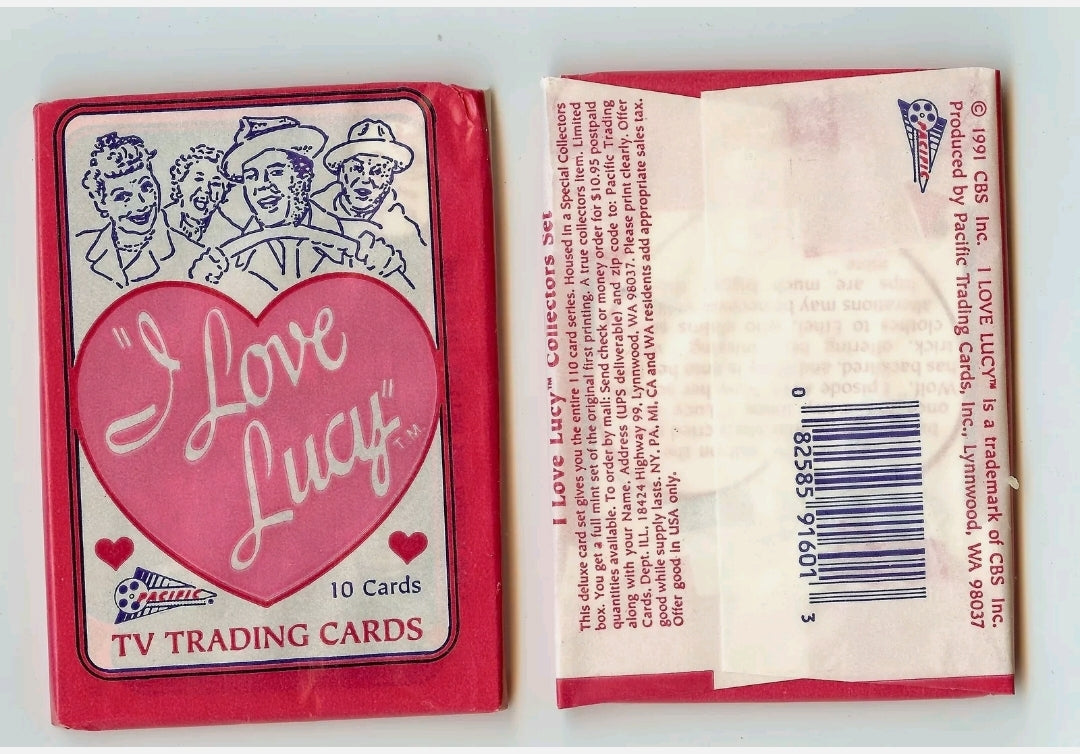 "I Love
Lucy"
T.M.
10 Cards
PACIFIC
TV TRADING CARDS
I Love Lucy™ Collectors Set
This deluxe card set gives you the entire 110 card series. Housed in a Special Collectors
box. You get a full mint set of the original first printing. A true collectors item. Limited
quantities available. To order by mail: Send check or money order for $10.95 postpaid
along with your Name, Address (UPS deliverable) and zip code to: Pacific Trading
Cards, Dept. ILL, 18424 Highway 99, Lynnwood, WA 98037. Please print clearly. Offer
good while supply lasts. NY, PA, MI, CA and WA residents add appropriate sales tax.
Offer good in USA only.
0 82585 91601 3
PACIFIC
© 1991 CBS Inc. I LOVE LUCY™ is a trademark of CBS Inc.
Produced by Pacific Trading Cards, Inc., Lynnwood, WA 98037